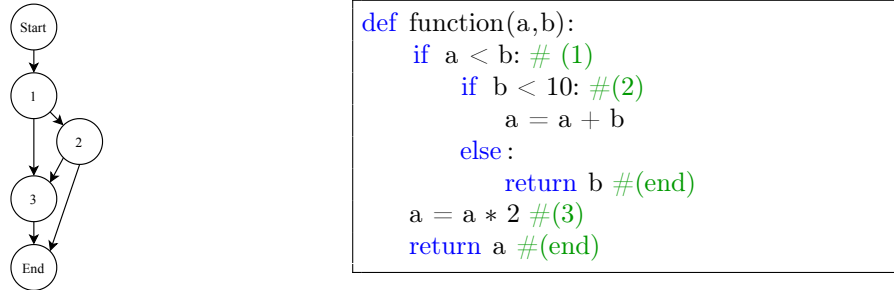 Start
1
2
3
End
def function(a,b):
if a < b: # (1)
if b < 10: #(2)
a = a + b
else:
return b #(end)
a = a * 2 #(3)
return a #(end)